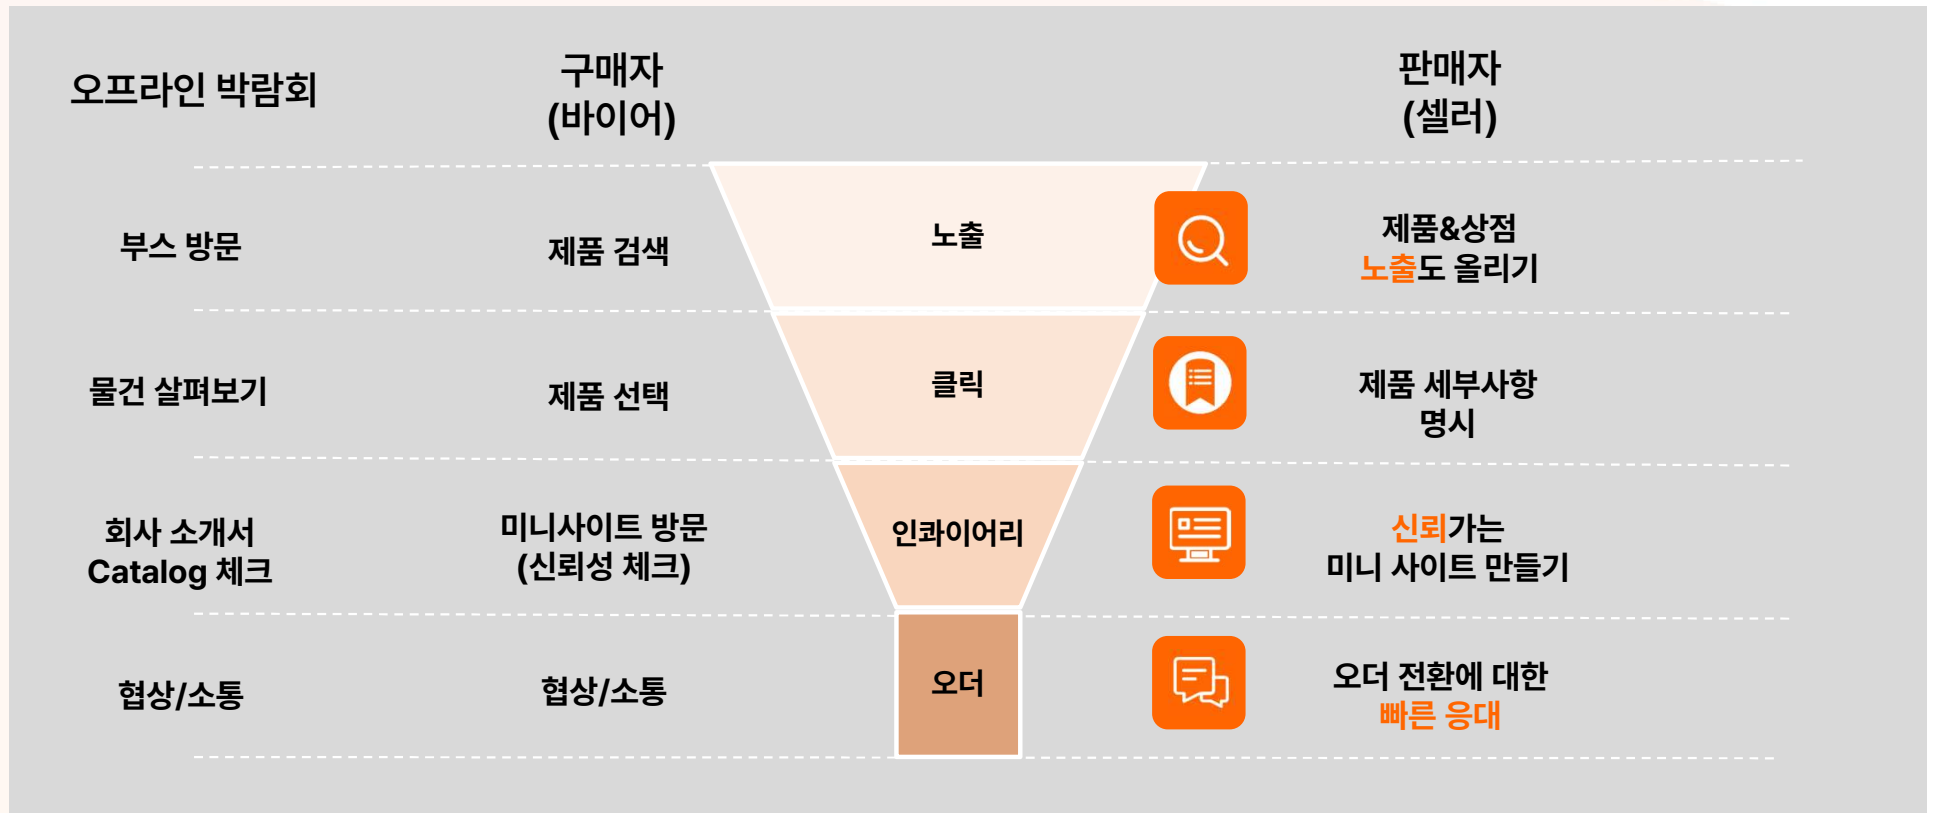 오프라인 박람회
구매자
(바이어)
판매자
(셀러)
부스 방문
제품 검색
노출
제품&상점
노출도 올리기
물건 살펴보기
제품 선택
클릭
제품 세부사항
명시
회사 소개서
Catalog 체크
미니사이트 방문
(신뢰성 체크)
인콰이어리
신뢰가는
미니 사이트 만들기
협상/소통
협상/소통
오더
오더 전환에 대한
빠른 응대